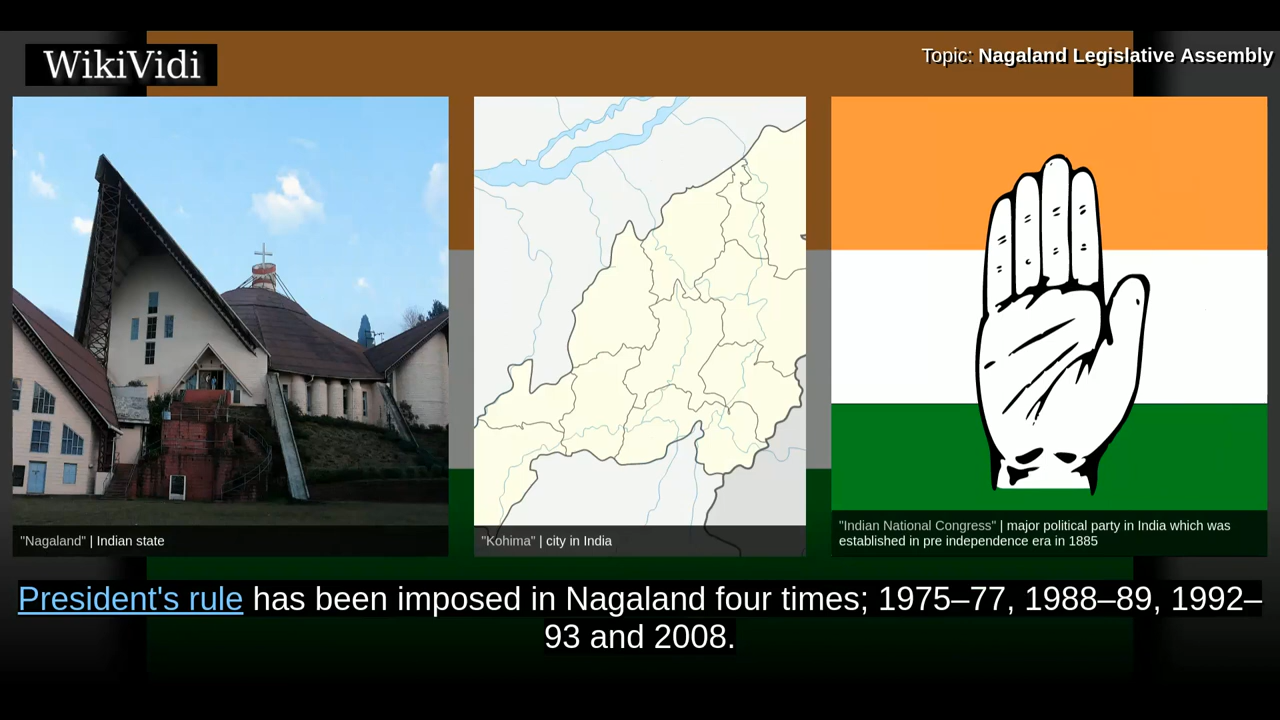 WikiVidi
Topic: Nagaland Legislative Assembly
"Nagaland" | Indian state
"Kohima" | city in India
"Indian National Congress" | major political party in India which was
established in pre independence era in 1885
President's rule has been imposed in Nagaland four times; 1975–77, 1988–89, 1992–
93 and 2008.